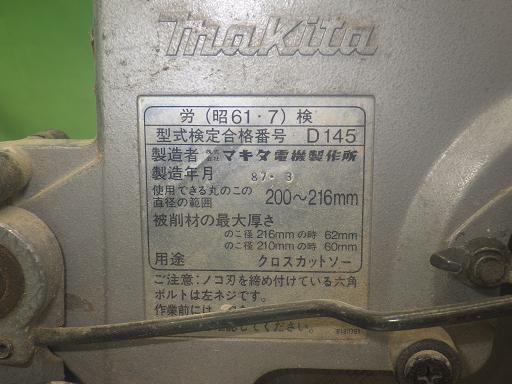 makita
労(昭61・7)検
型式検定合格番号 D145
製造者 株式会社 マキタ電機製作所
製造年月 87・3
使用できる丸のこの直径の範囲 200～216mm
被削材の最大厚さ
のこ径 216mmの時 62mm
のこ径 210mmの時 60mm
用途 クロスカットソー
ご注意:ノコ刃を締め付けている六角
ボルトは左ネジです。
作業前には
してください。